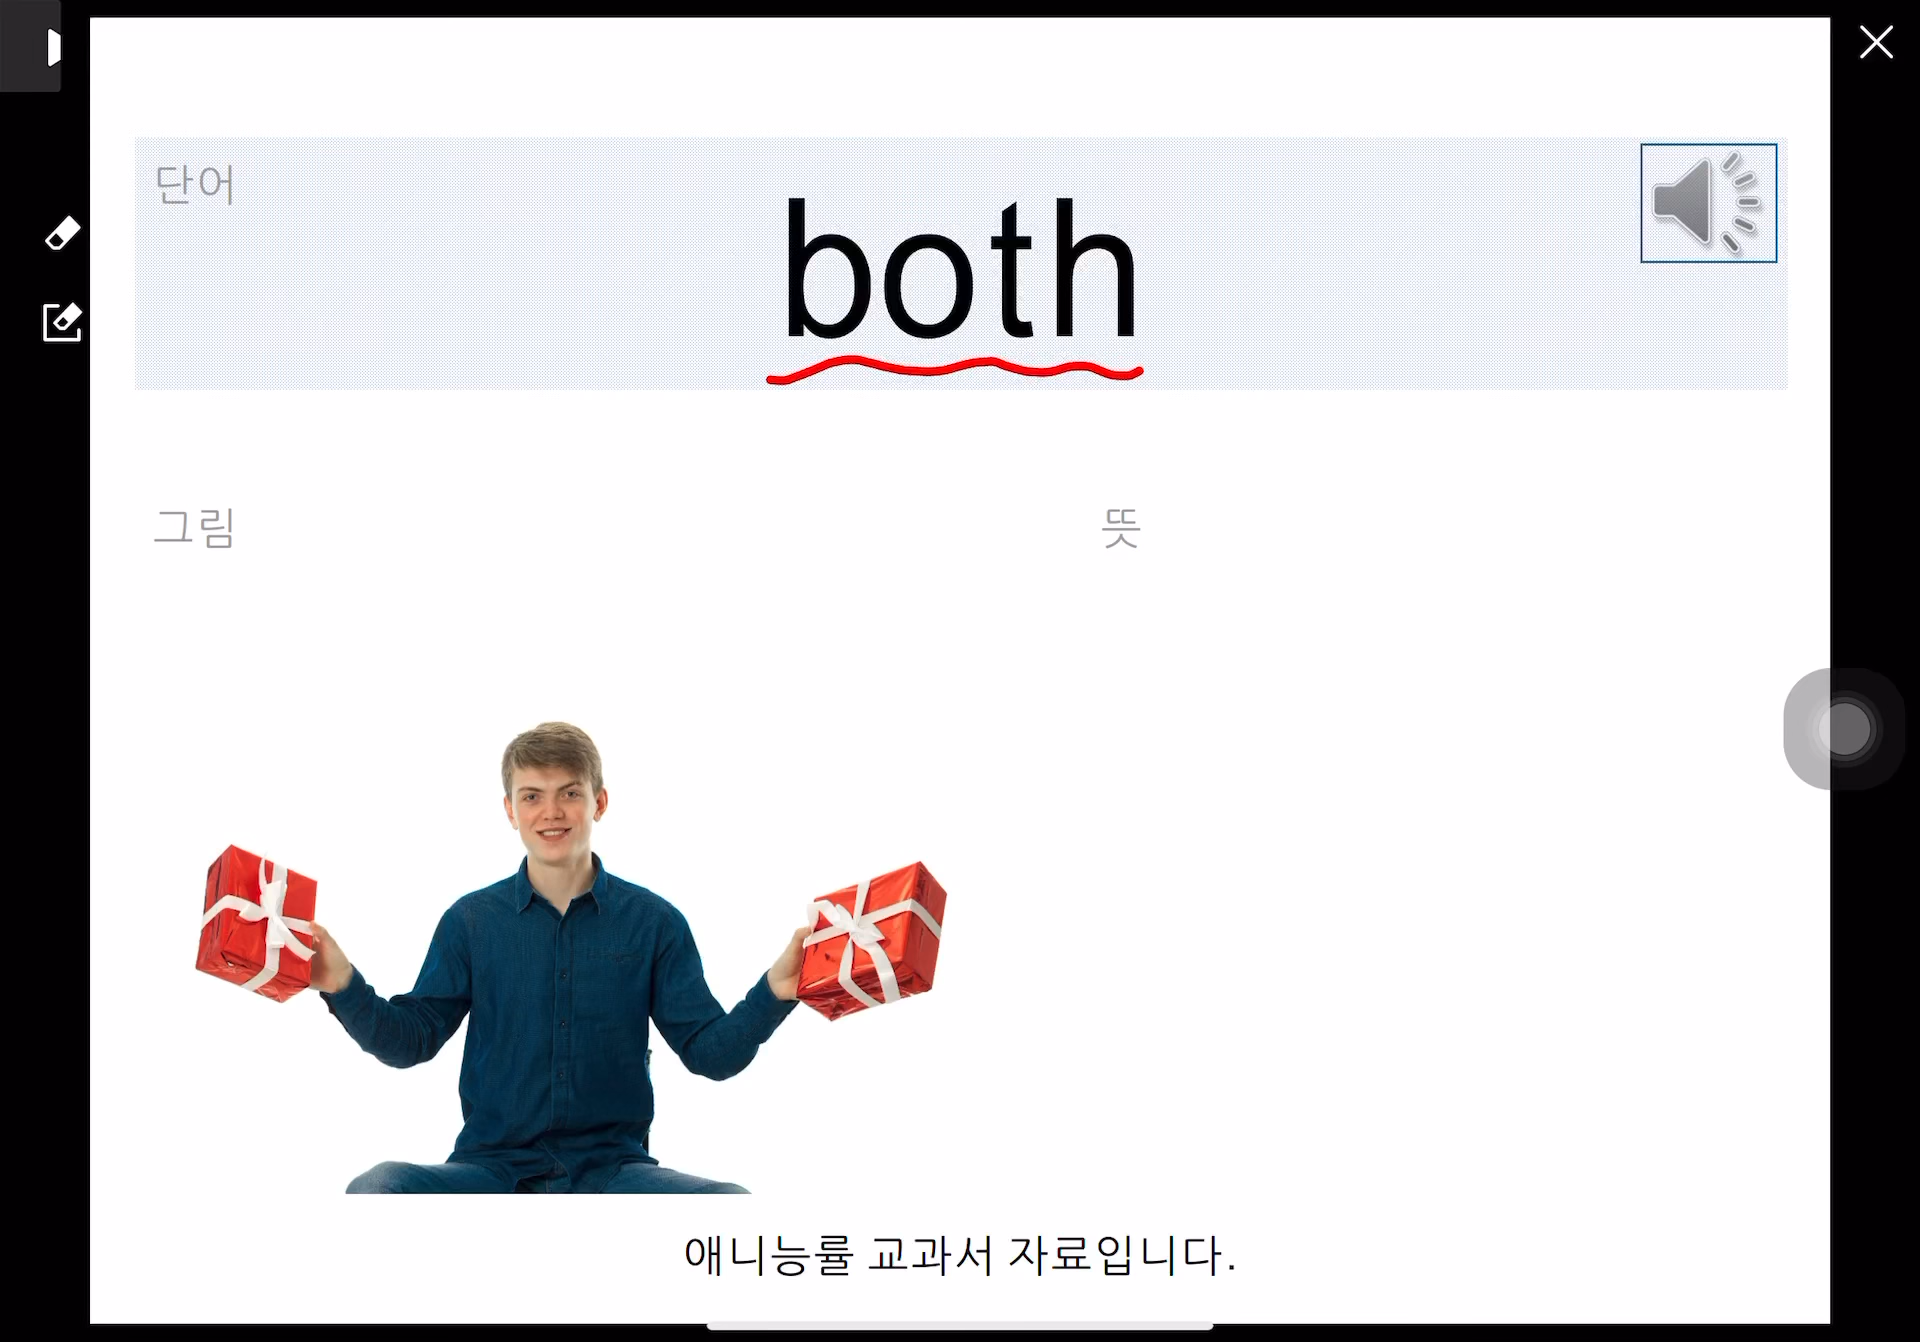 단어
both
그림
뜻
애니능률 교과서 자료입니다.